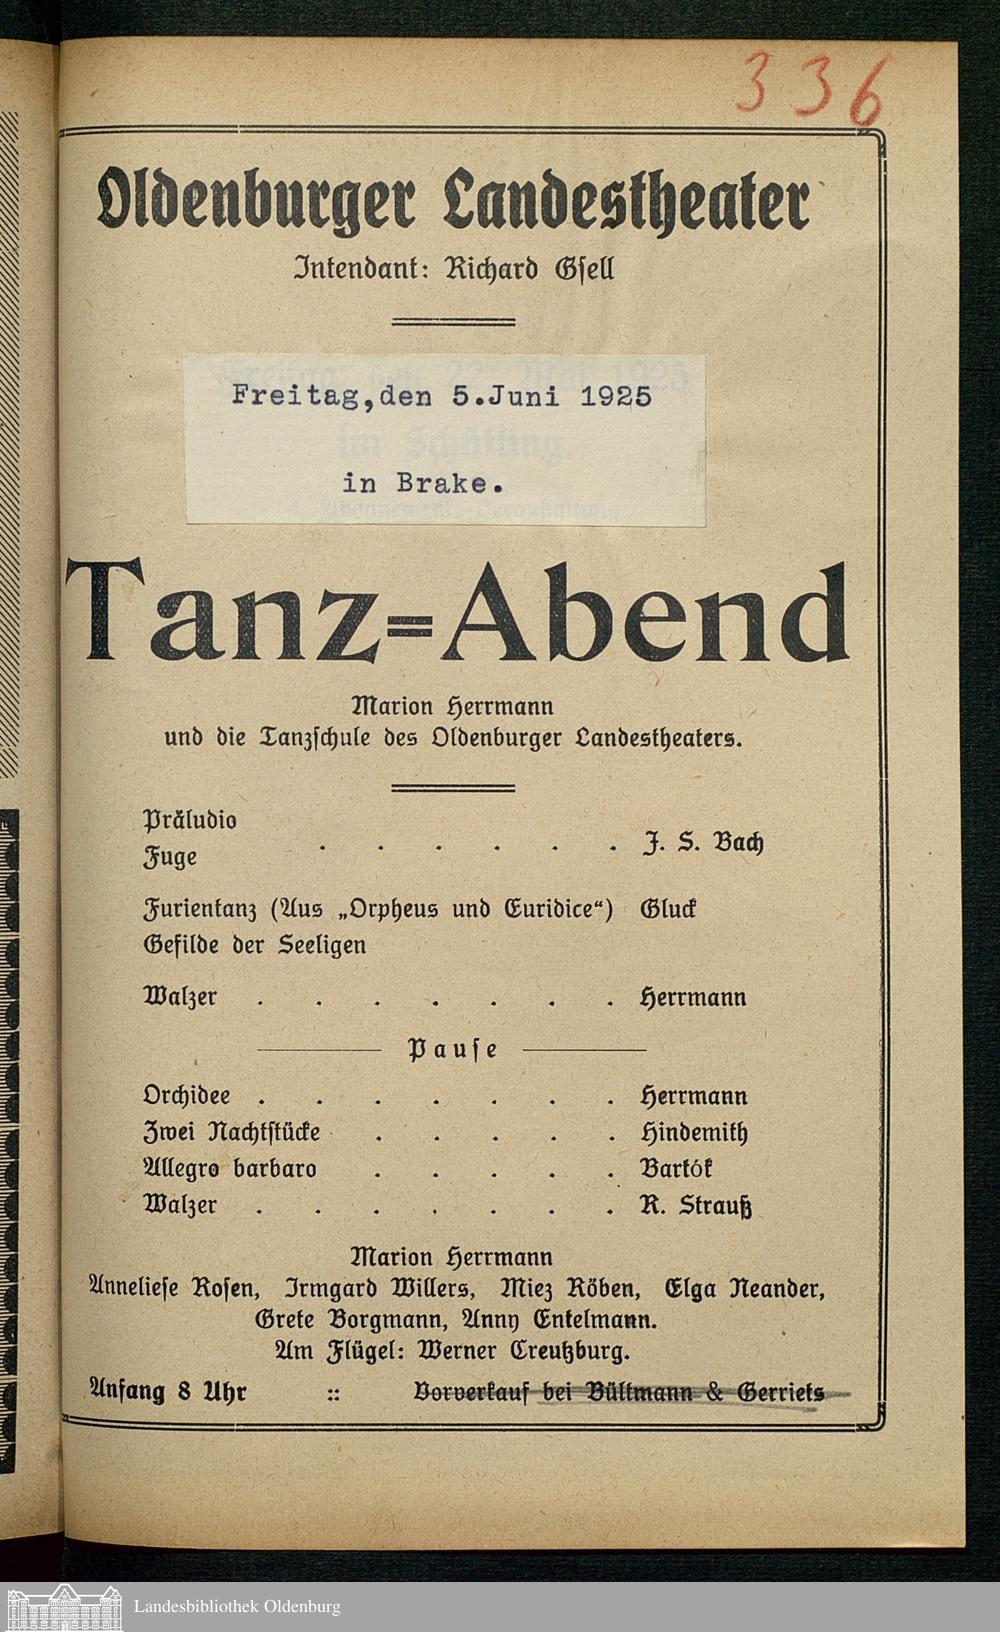 336
Oldenburger Landestheater
Intendant: Richard Gsell
Freitag,den 5.Juni 1925
in Brake.
Tanz=Abend
Marion Herrmann
und die Tanzschule des Oldenburger Landestheaters.
Präludio
Fuge . . . . . . J. S. Bach
Furientanz (Aus „Orpheus und Euridice“) Gluck
Gefilde der Seeligen
Walzer . . . . . . . Herrmann
Pause
Orchidee . . . . . . . Herrmann
Zwei Nachtstücke . . . . . Hindemith
Allegro barbaro . . . . . Bartók
Walzer . . . . . . . R. Strauß
Marion Herrmann
Anneliese Rosen, Irmgard Willers, Miez Röben, Elga Neander,
Grete Borgmann, Anny Entelmann.
Am Flügel: Werner Creutzburg.
Anfang 8 Uhr :: Vorverkauf bei Bültmann & Gerriets
Landesbibliothek Oldenburg